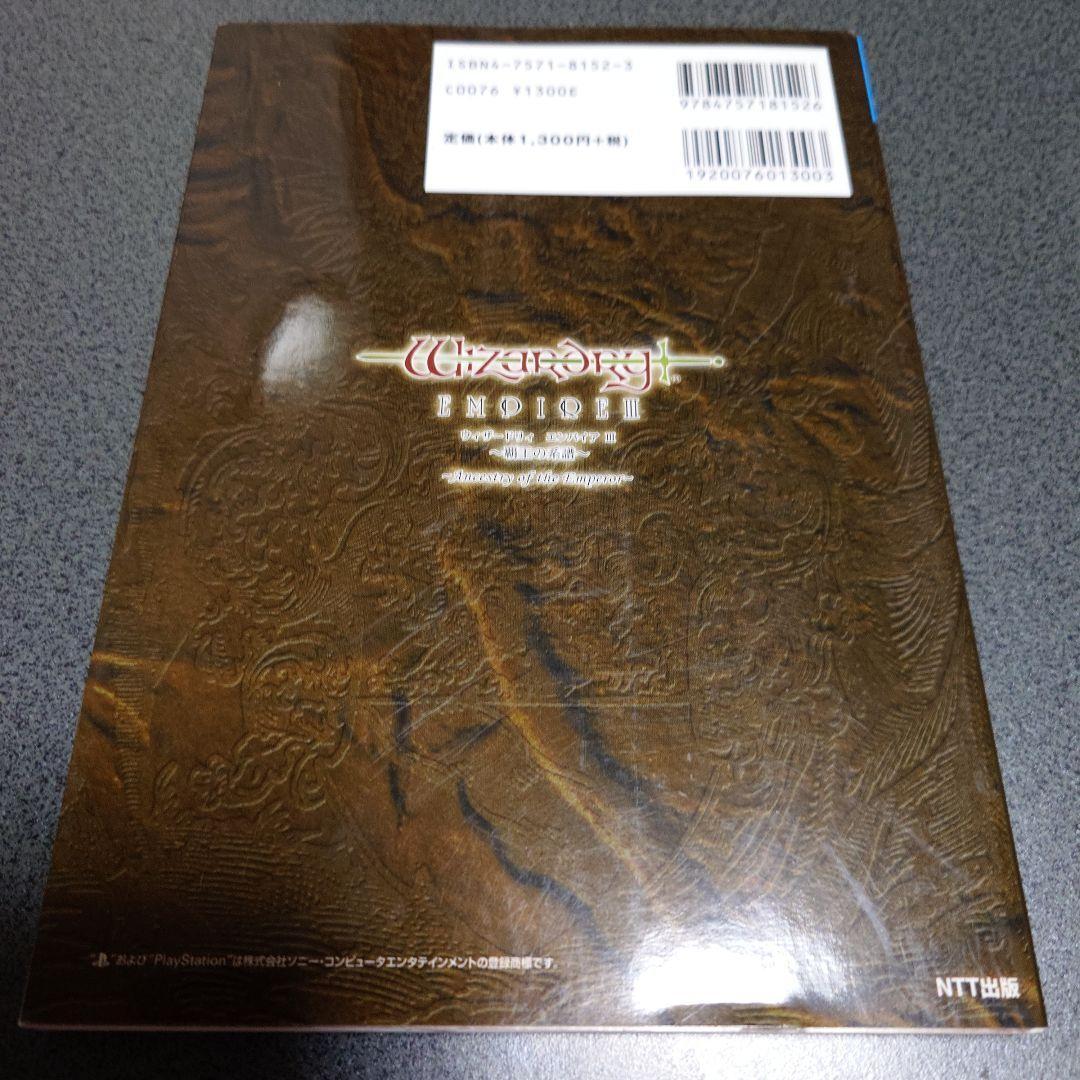 ISBN4-7571-8152-3
C0076 ¥1300E
定価(本体1,300円+税)
9784757181526
1920076013003
Wizardry
EMPIRE III
ウィザードリィ エンパイア III
～覇王の系譜～
~Ancestry of the Emperor~
"PS"および"PlayStation"は株式会社ソニー・コンピュータエンタテインメントの登録商標です。
NTT出版